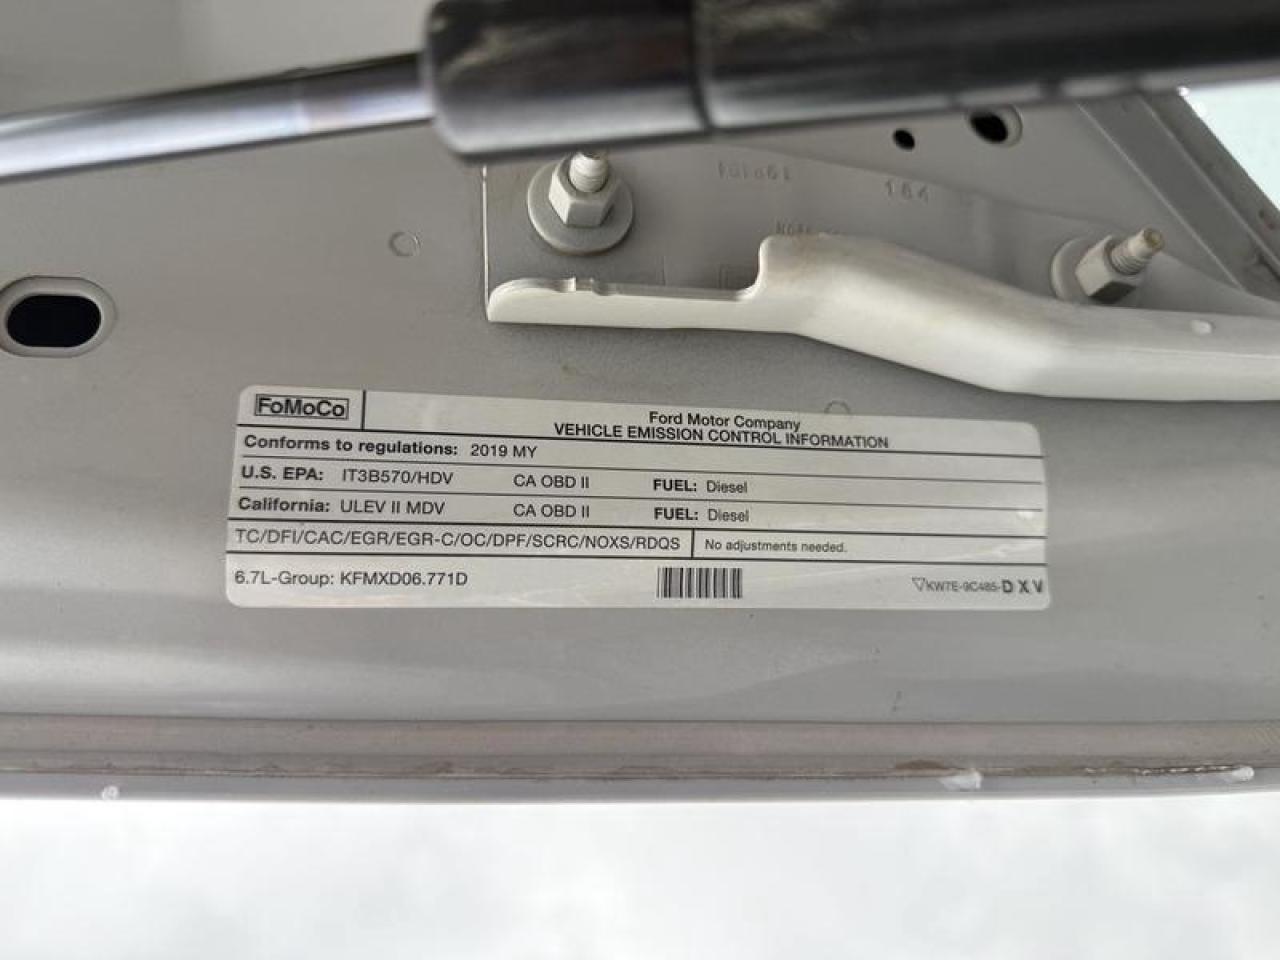 184
FoMoCo
Ford Motor Company
VEHICLE EMISSION CONTROL INFORMATION
Conforms to regulations: 2019 MY
U.S. EPA: IT3B570/HDV CA OBD II FUEL: Diesel
California: ULEV II MDV CA OBD II FUEL: Diesel
TC/DFI/CAC/EGR/EGR-C/OC/DPF/SCRC/NOXS/RDQS No adjustments needed.
6.7L-Group: KFMXD06.771D KW7E-9C485-DXV